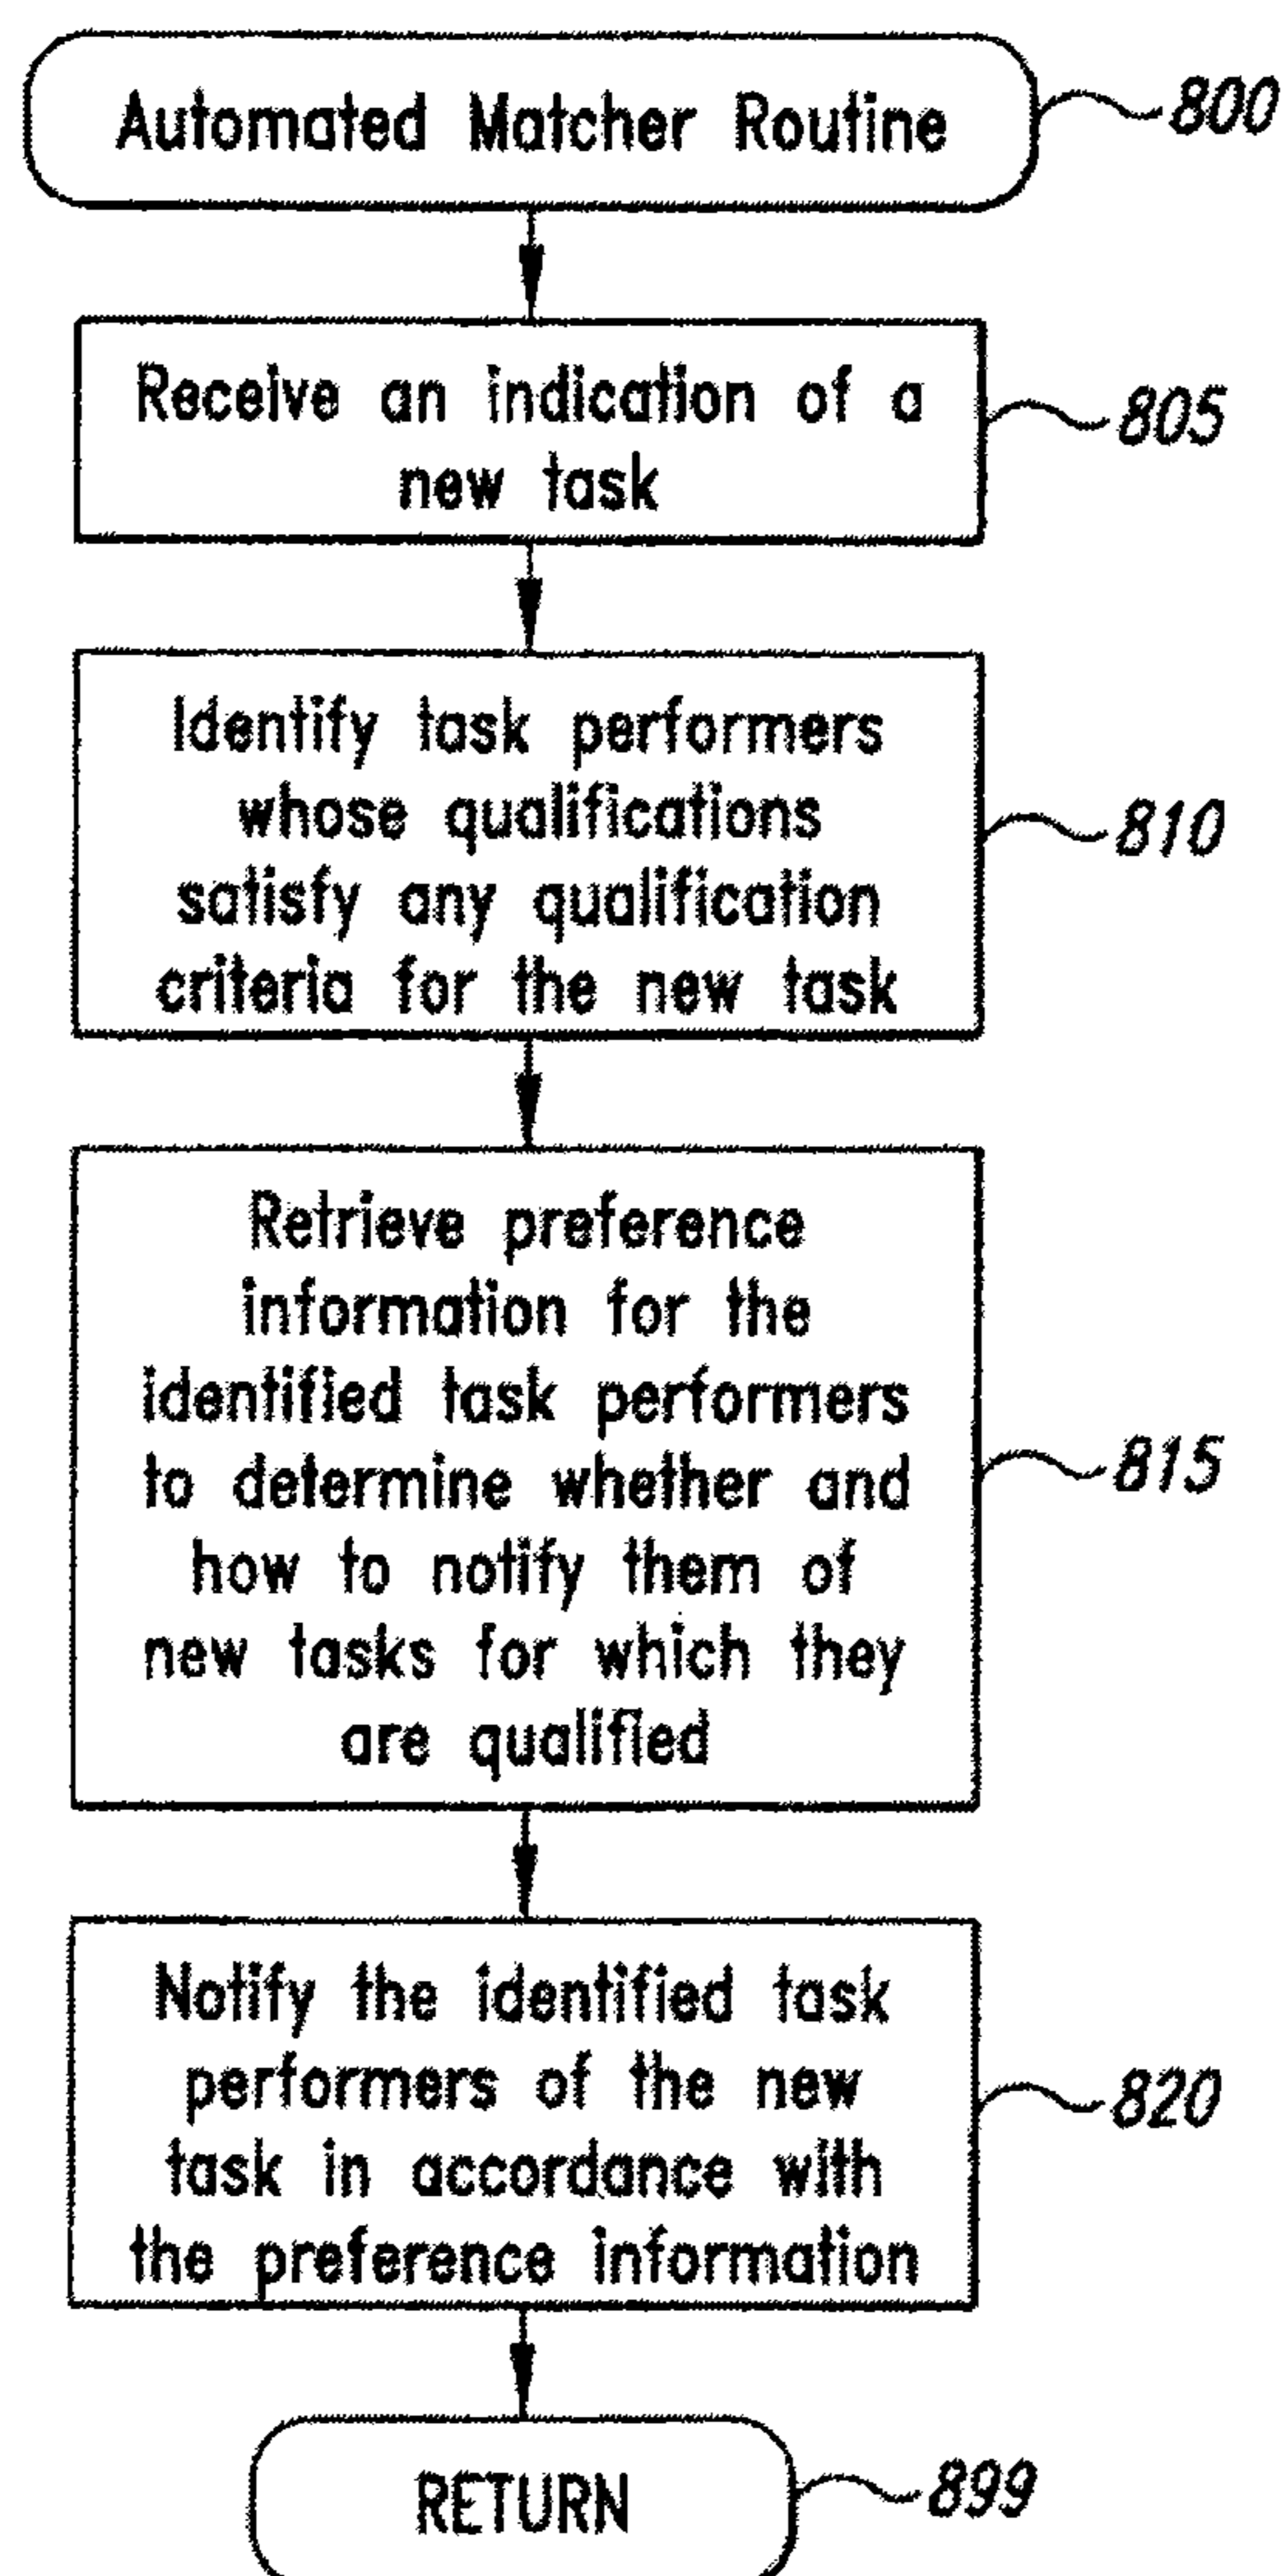 Automated Matcher Routine
800
Receive an indication of a
new task
805
Identify task performers
whose qualifications
satisfy any qualification
criteria for the new task
810
Retrieve preference
information for the
identified task performers
to determine whether and
how to notify them of
new tasks for which they
are qualified
815
Notify the identified task
performers of the new
task in accordance with
the preference information
820
RETURN
899